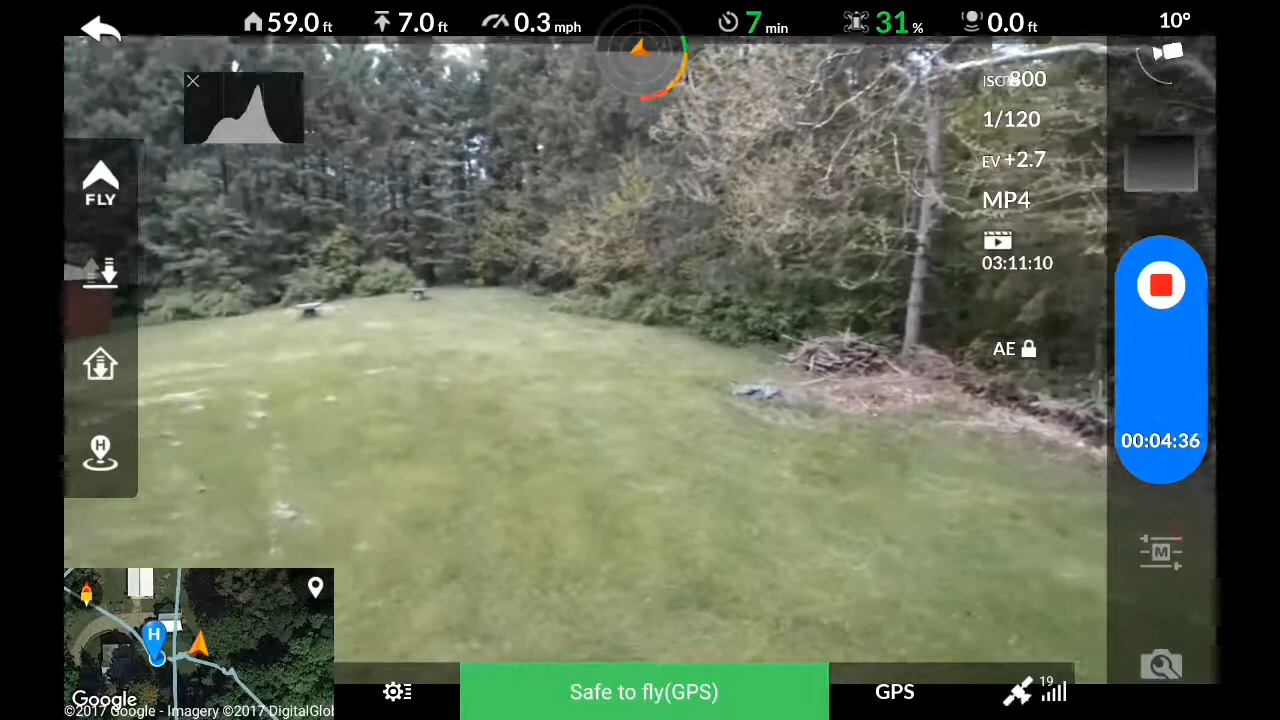 59.0 ft
7.0 ft
0.3 mph
7 min
31 %
0.0 ft
10°
ISO 800
1/120
EV +2.7
MP4
03:11:10
AE
FLY
H
00:04:36
M
H
Google
©2017 Google - Imagery ©2017 DigitalGlo
Safe to fly(GPS)
GPS
19